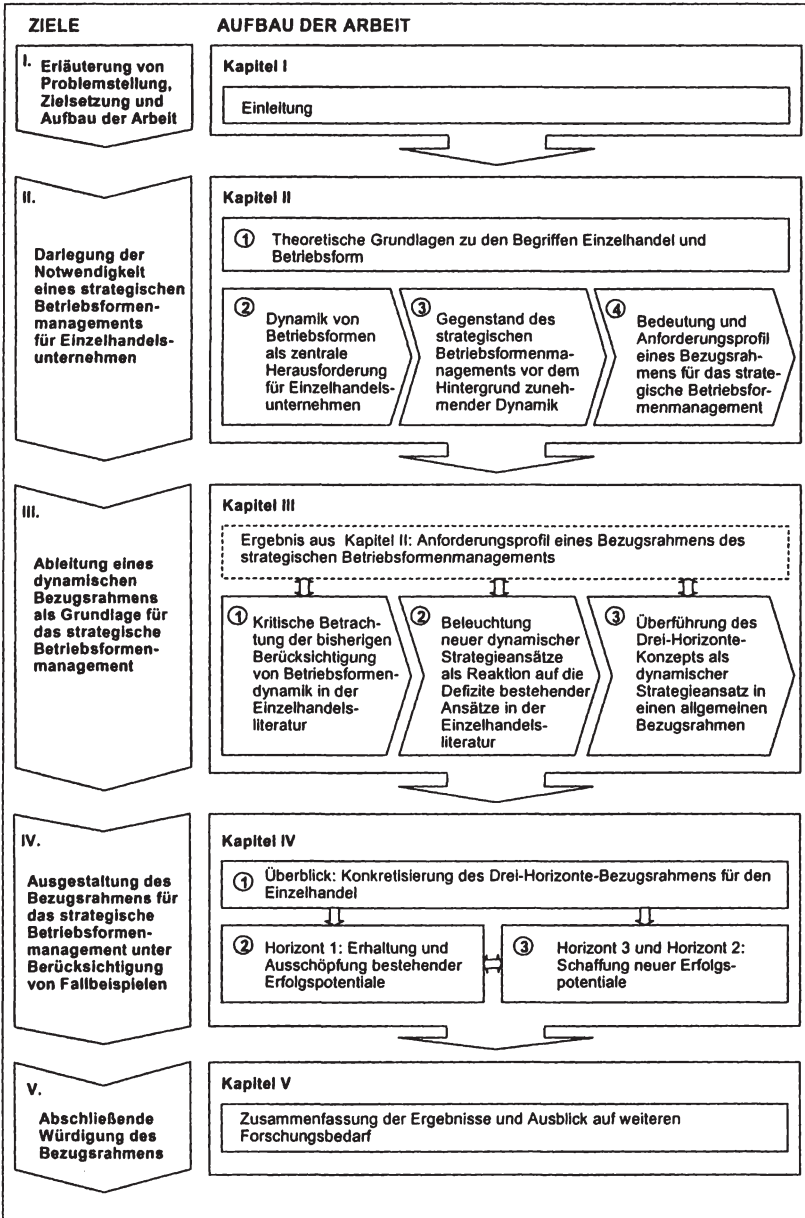 ZIELE
AUFBAU DER ARBEIT
I. Erläuterung von
Problemstellung,
Zielsetzung und
Aufbau der Arbeit
Kapitel I
Einleitung
II.
Darlegung der
Notwendigkeit
eines strategischen
Betriebsformen-
managements
für Einzelhandels-
unternehmen
Kapitel II
① Theoretische Grundlagen zu den Begriffen Einzelhandel und
Betriebsform
② Dynamik von
Betriebsformen
als zentrale
Herausforderung
für Einzelhandels-
unternehmen
③ Gegenstand des
strategischen
Betriebsformenma-
nagements vor dem
Hintergrund zuneh-
mender Dynamik
④ Bedeutung und
Anforderungsprofil
eines Bezugsrah-
mens für das strate-
gische Betriebsfor-
menmanagement
III.
Ableitung eines
dynamischen
Bezugsrahmens
als Grundlage für
das strategische
Betriebsformen-
management
Kapitel III
Ergebnis aus Kapitel II: Anforderungsprofil eines Bezugsrahmens des
strategischen Betriebsformenmanagements
① Kritische Betrach-
tung der bisherigen
Berücksichtigung
von Betriebsformen-
dynamik in der
Einzelhandels-
literatur
② Beleuchtung
neuer dynamischer
Strategieansätze
als Reaktion auf die
Defizite bestehender
Ansätze in der
Einzelhandels-
literatur
③ Überführung des
Drei-Horizonte-
Konzepts als
dynamischer
Strategieansatz in
einen allgemeinen
Bezugsrahmen
IV.
Ausgestaltung des
Bezugsrahmens für
das strategische
Betriebsformen-
management unter
Berücksichtigung
von Fallbeispielen
Kapitel IV
① Überblick: Konkretisierung des Drei-Horizonte-Bezugsrahmens für den
Einzelhandel
② Horizont 1: Erhaltung und
Ausschöpfung bestehender
Erfolgspotentiale
③ Horizont 3 und Horizont 2:
Schaffung neuer Erfolgs-
potentiale
V.
Abschließende
Würdigung des
Bezugsrahmens
Kapitel V
Zusammenfassung der Ergebnisse und Ausblick auf weiteren
Forschungsbedarf